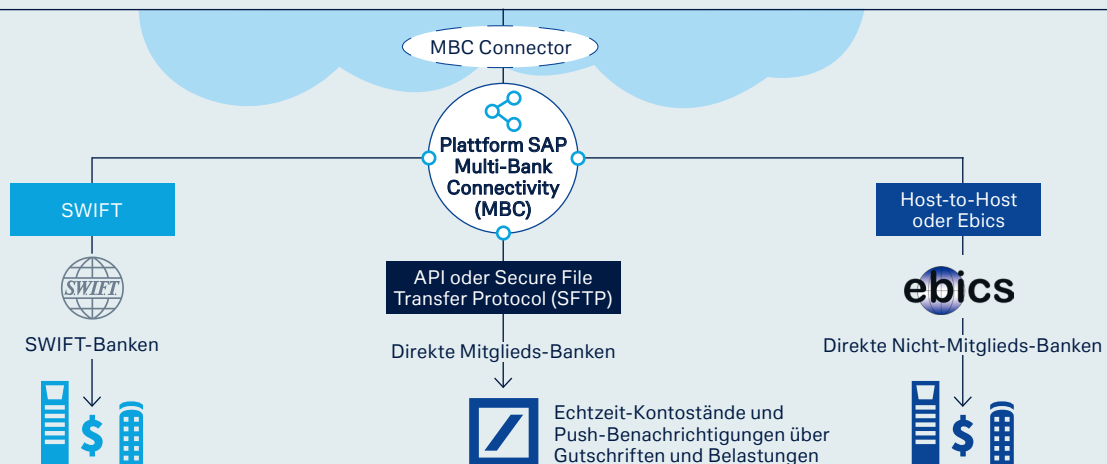 MBC Connector
Plattform SAP
Multi-Bank
Connectivity
(MBC)
SWIFT
SWIFT
SWIFT-Banken
$
API oder Secure File
Transfer Protocol (SFTP)
Direkte Mitglieds-Banken
Echtzeit-Kontostände und
Push-Benachrichtigungen über
Gutschriften und Belastungen
Host-to-Host
oder Ebics
ebics
Direkte Nicht-Mitglieds-Banken
$